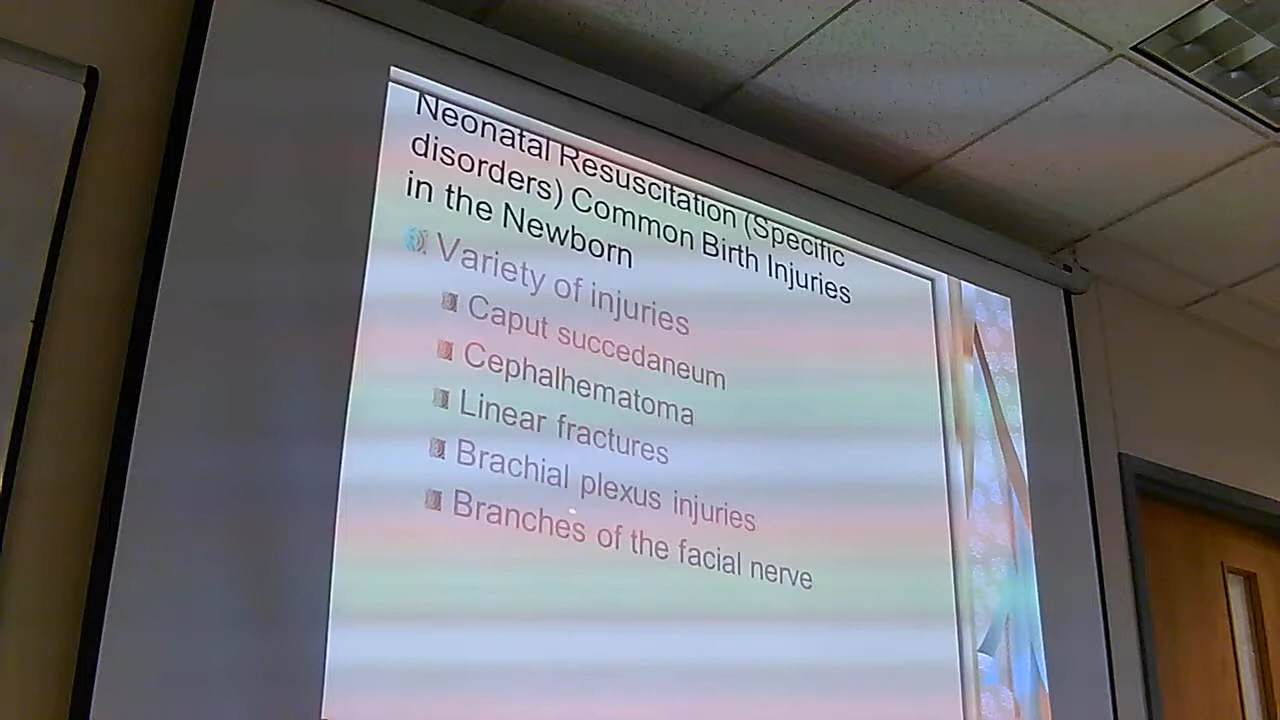 Neonatal Resuscitation (Specific
disorders) Common Birth Injuries
in the Newborn
Variety of injuries
Caput succedaneum
Cephalhematoma
Linear fractures
Brachial plexus injuries
Branches of the facial nerve